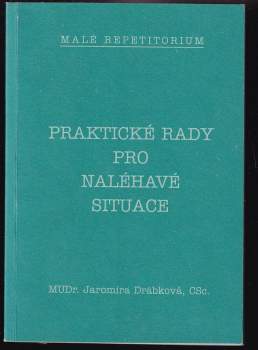 MALÉ REPETITORIUM
PRAKTICKÉ RADY
PRO
NALÉHAVÉ
SITUACE
MUDr. Jaromíra Drábková, CSc.